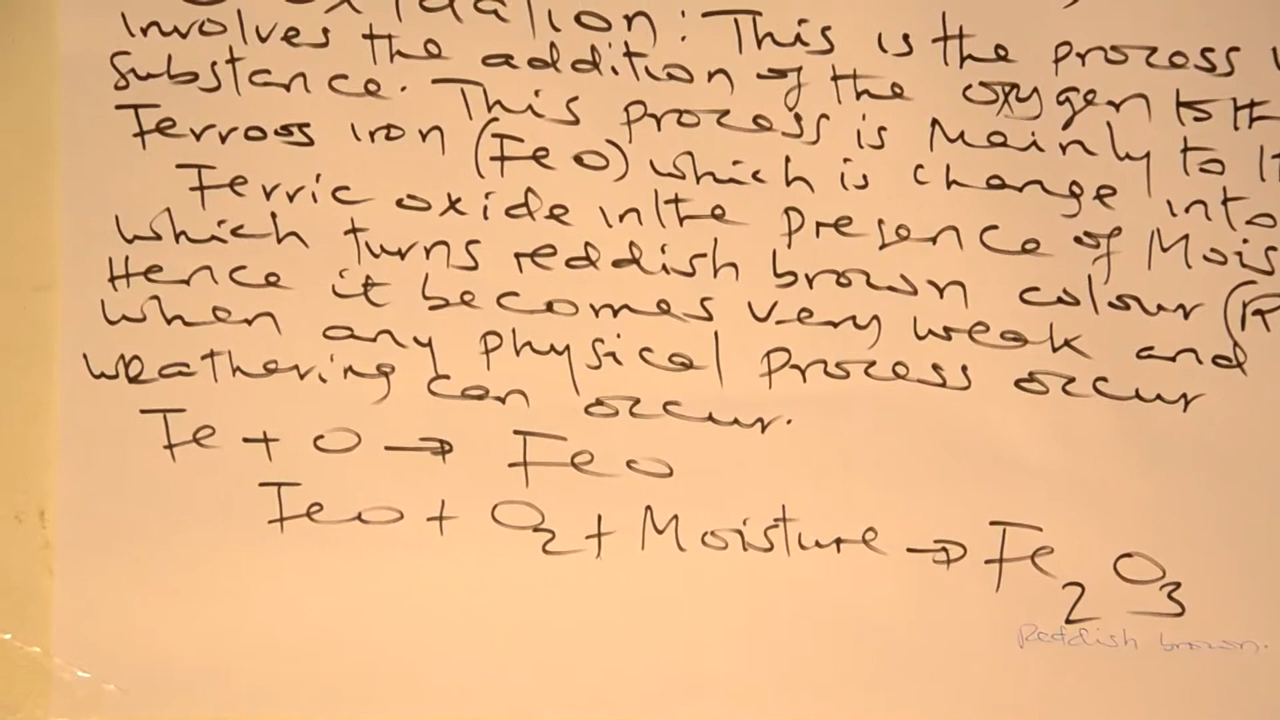 Oxidation: This is the process
involves the addition of the oxygen to
Substance. This process is Mainly to
Ferross iron (FeO) which is change into
Ferric oxide in the presence of
which turns reddish brown colour
Hence it becomes very weak and
when any physical process occur
weathering can occur.
Fe + O → FeO
FeO + O2 + Moisture → Fe2O3
Reddish brown.